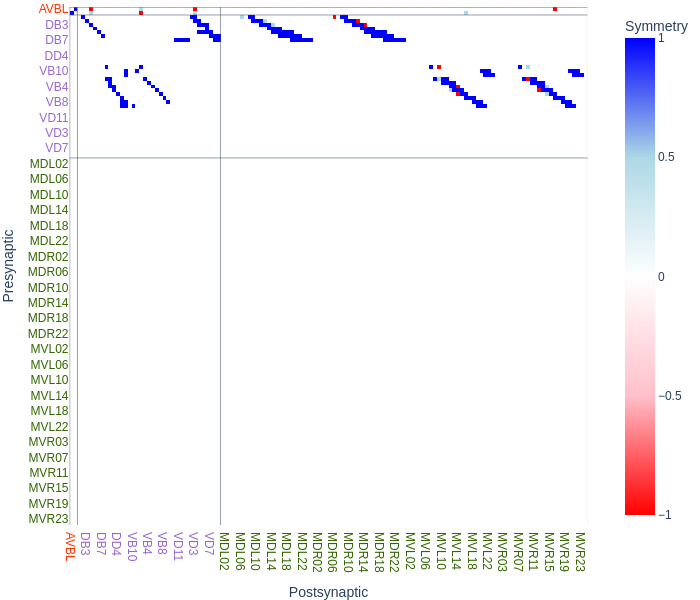 Symmetry
1
0.5
0
−0.5
−1
Presynaptic
AVBL
DB3
DB7
DD4
VB10
VB4
VB8
VD11
VD3
VD7
MDL02
MDL06
MDL10
MDL14
MDL18
MDL22
MDR02
MDR06
MDR10
MDR14
MDR18
MDR22
MVL02
MVL06
MVL10
MVL14
MVL18
MVL22
MVR03
MVR07
MVR11
MVR15
MVR19
MVR23
AVBL
DB3
DB7
DD4
VB10
VB4
VB8
VD11
VD3
VD7
MDL02
MDL06
MDL10
MDL14
MDL18
MDL22
MDR02
MDR06
MDR10
MDR14
MDR18
MDR22
MVL02
MVL06
MVL10
MVL14
MVL18
MVL22
MVR03
MVR07
MVR11
MVR15
MVR19
MVR23
Postsynaptic